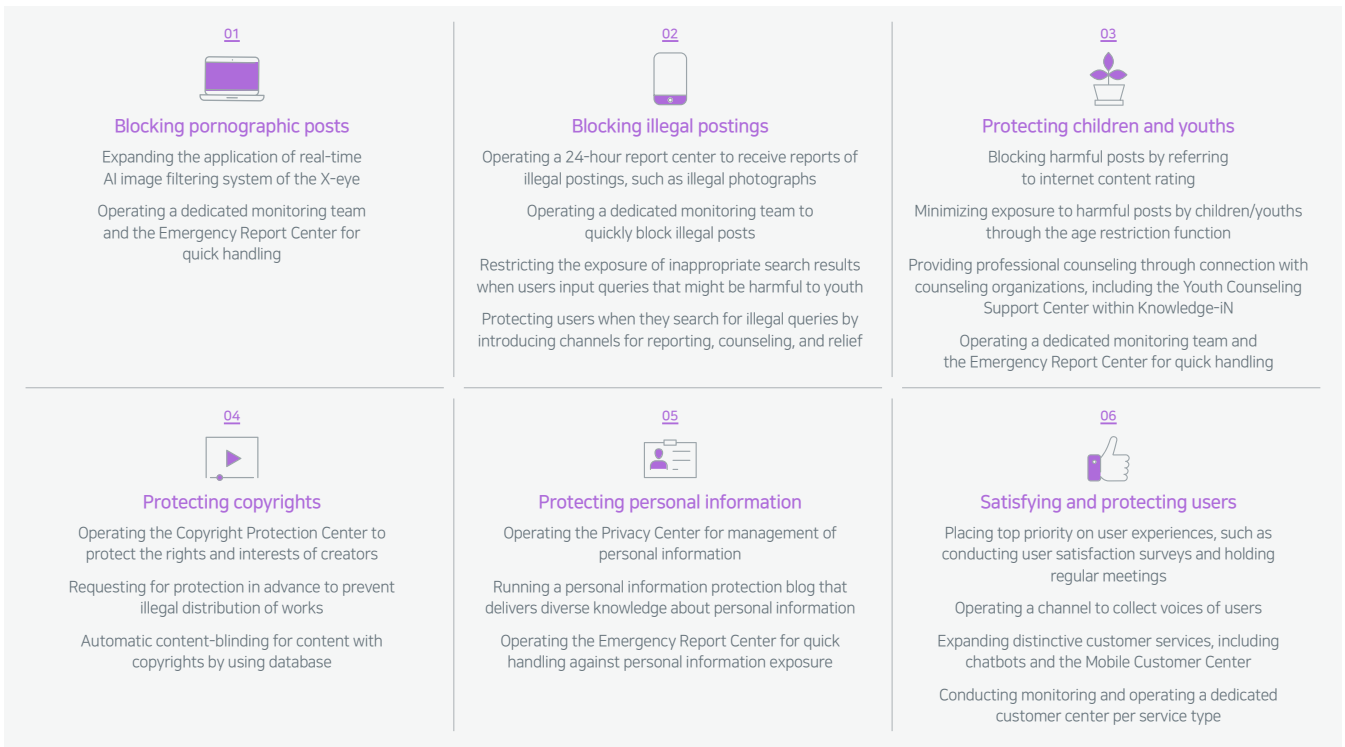 01
Blocking pornographic posts
Expanding the application of real-time
AI image filtering system of the X-eye
Operating a dedicated monitoring team
and the Emergency Report Center for
quick handling
02
Blocking illegal postings
Operating a 24-hour report center to receive reports of
illegal postings, such as illegal photographs
Operating a dedicated monitoring team to
quickly block illegal posts
Restricting the exposure of inappropriate search results
when users input queries that might be harmful to youth
Protecting users when they search for illegal queries by
introducing channels for reporting, counseling, and relief
03
Protecting children and youths
Blocking harmful posts by referring
to internet content rating
Minimizing exposure to harmful posts by children/youths
through the age restriction function
Providing professional counseling through connection with
counseling organizations, including the Youth Counseling
Support Center within Knowledge-iN
Operating a dedicated monitoring team and
the Emergency Report Center for quick handling
04
Protecting copyrights
Operating the Copyright Protection Center to
protect the rights and interests of creators
Requesting for protection in advance to prevent
illegal distribution of works
Automatic content-blinding for content with
copyrights by using database
05
Protecting personal information
Operating the Privacy Center for management of
personal information
Running a personal information protection blog that
delivers diverse knowledge about personal information
Operating the Emergency Report Center for quick
handling against personal information exposure
06
Satisfying and protecting users
Placing top priority on user experiences, such as
conducting user satisfaction surveys and holding
regular meetings
Operating a channel to collect voices of users
Expanding distinctive customer services, including
chatbots and the Mobile Customer Center
Conducting monitoring and operating a dedicated
customer center per service type